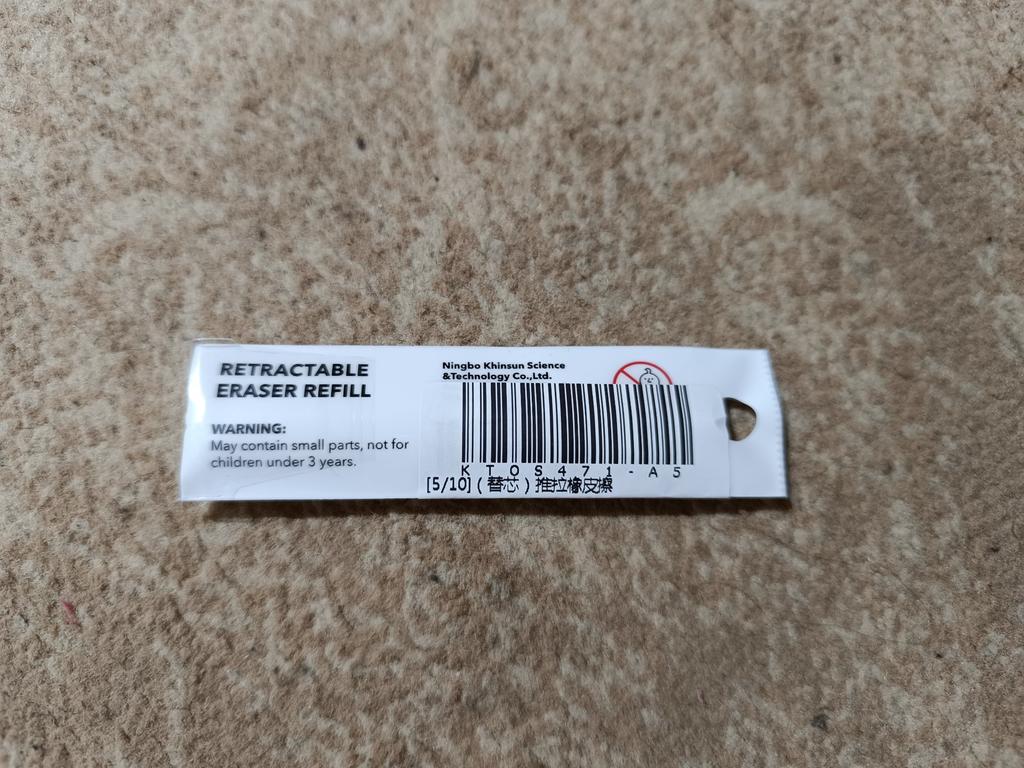 RETRACTABLE
ERASER REFILL
WARNING:
May contain small parts, not for
children under 3 years.
Ningbo Khinsun Science
&Technology Co.,Ltd.
KTOS471-A5
[5/10](替芯)推拉橡皮擦